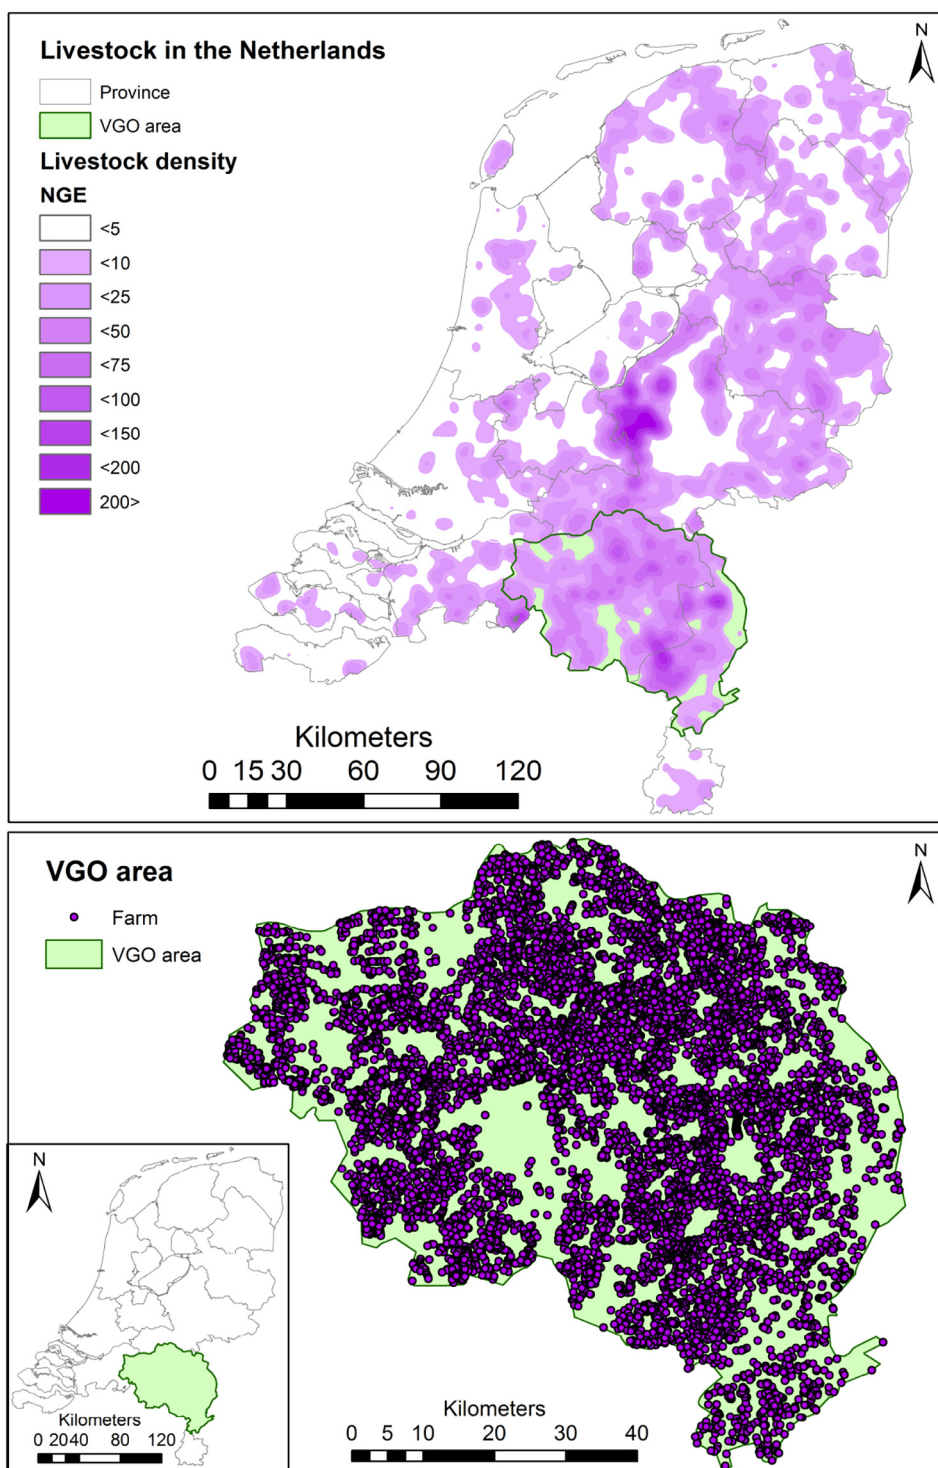 Livestock in the Netherlands
Province
VGO area
Livestock density
NGE
<5
<10
<25
<50
<75
<100
<150
<200
200>
N
Kilometers
0 15 30 60 90 120
VGO area
Farm
VGO area
N
N
Kilometers
0 2040 80 120
Kilometers
0 5 10 20 30 40